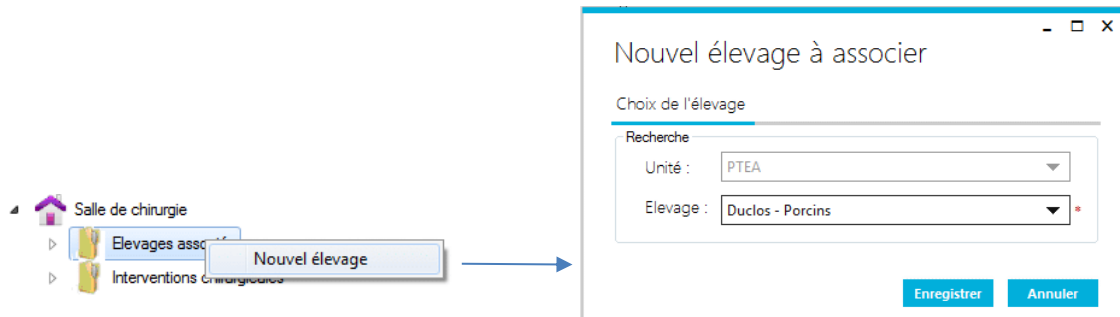 Salle de chirurgie
Elevages associé
Nouvel élevage
Interventions chirurgicales
Nouvel élevage à associer
Choix de l'élevage
Recherche
Unité : PTEA
Elevage : Duclos - Porcins *
Enregistrer Annuler